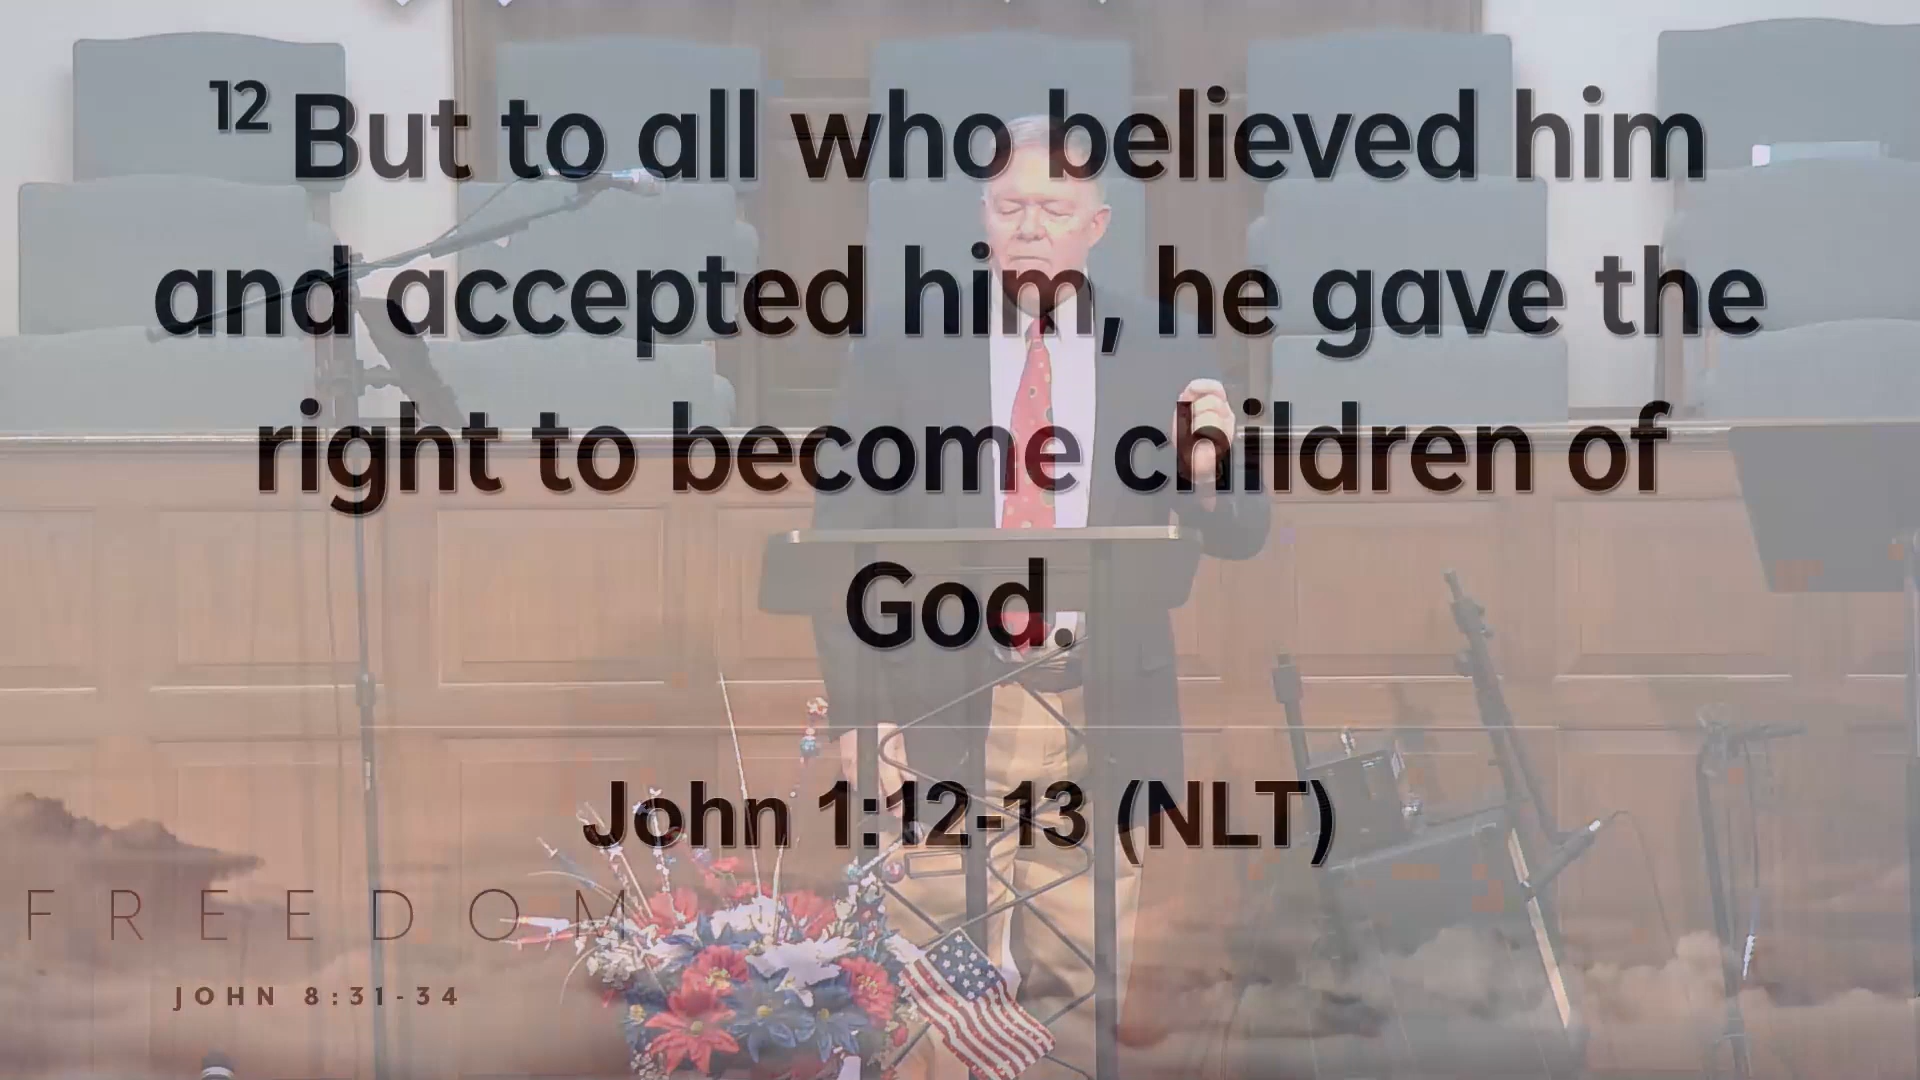 12 But to all who believed him
and accepted him, he gave the
right to become children of
God.
John 1:12-13 (NLT)
FREEDOM
JOHN 8:31-34